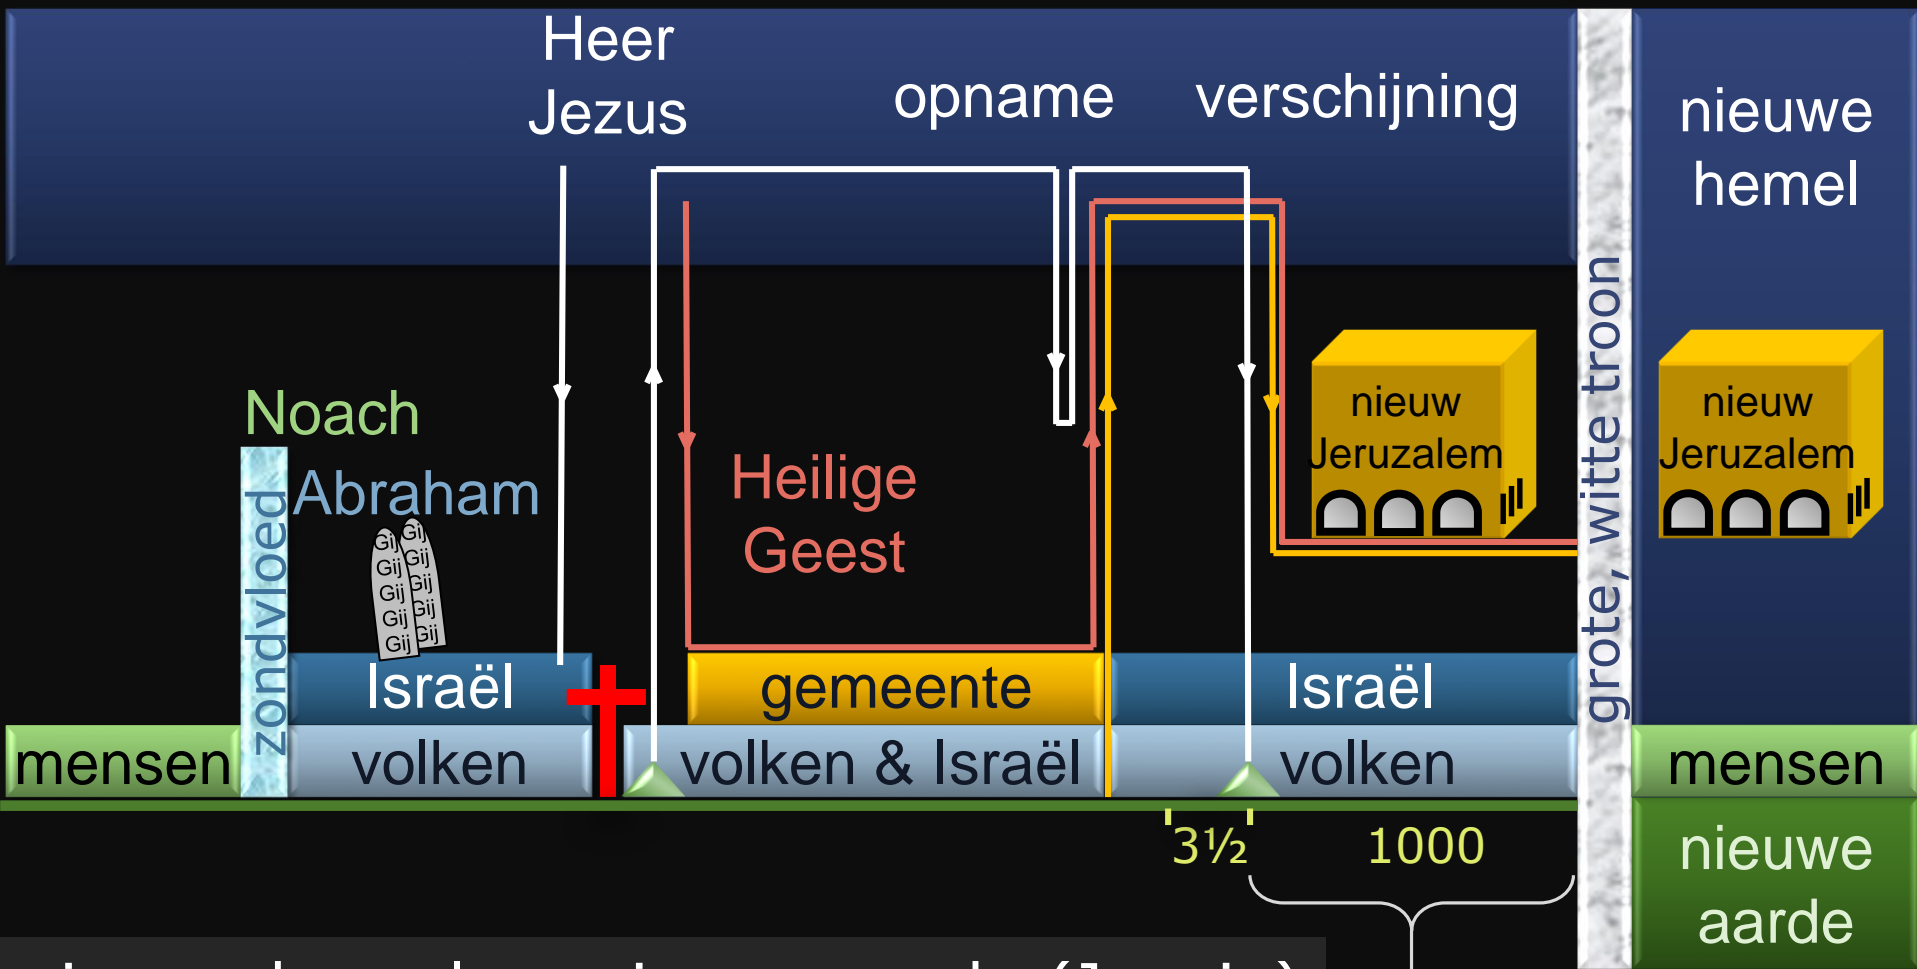 Heer
Jezus
opname
verschijning
nieuwe
hemel
Noach
Abraham
zondvloed
Gij
Gij
Gij
Gij
Gij
Gij
Gij
Gij
Gij
Gij
Heilige
Geest
nieuw
Jeruzalem
grote, witte troon
nieuw
Jeruzalem
Israël
gemeente
Israël
mensen
volken
volken & Israël
volken
mensen
3½
1000
nieuwe
aarde